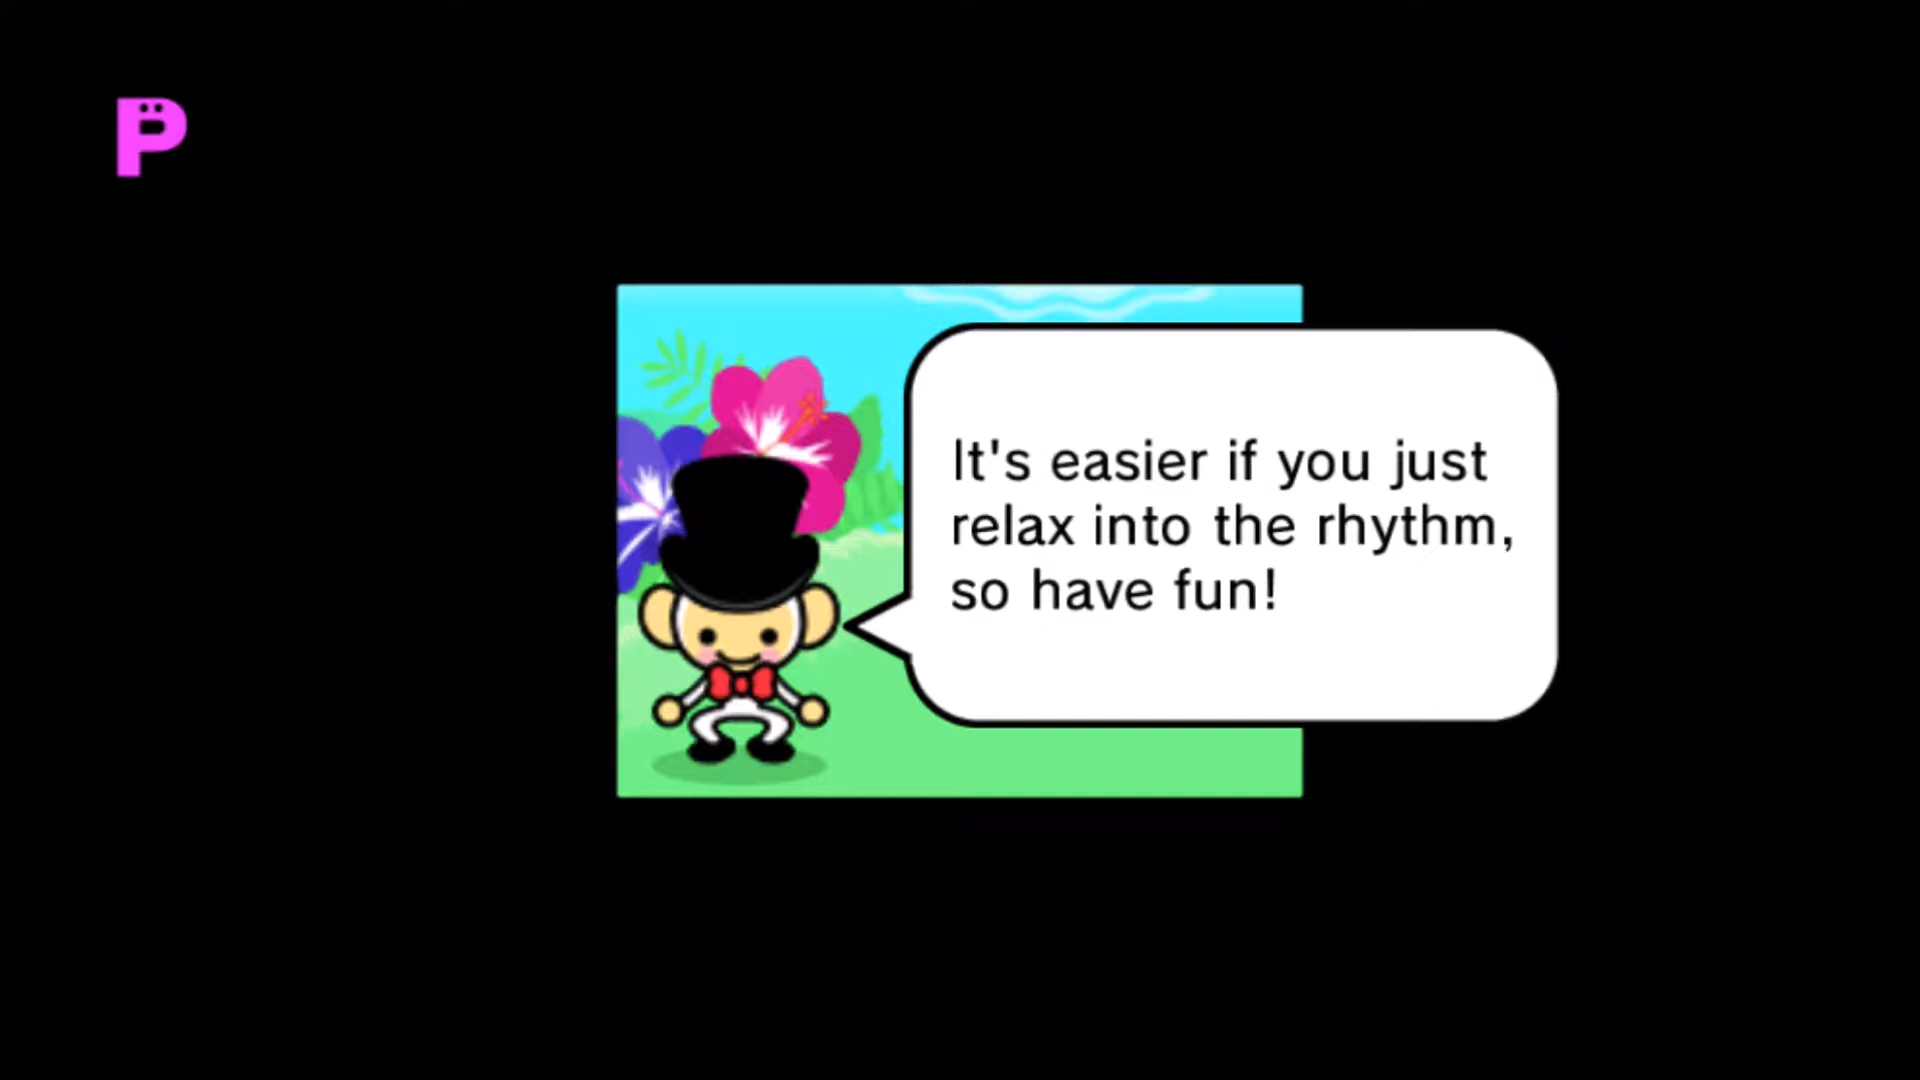 P
It's easier if you just
relax into the rhythm,
so have fun!